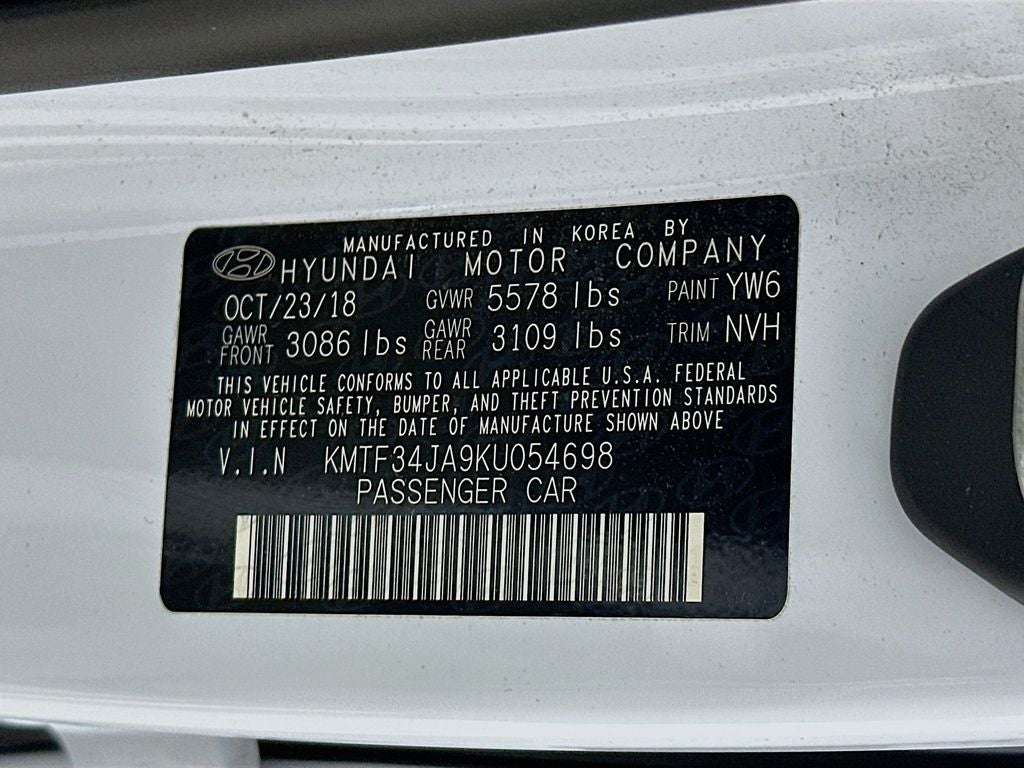 MANUFACTURED IN KOREA BY
HYUNDAI MOTOR COMPANY
OCT/23/18 GVWR 5578 lbs PAINT YW6
GAWR FRONT 3086 lbs GAWR REAR 3109 lbs TRIM NVH
THIS VEHICLE CONFORMS TO ALL APPLICABLE U.S.A. FEDERAL
MOTOR VEHICLE SAFETY, BUMPER, AND THEFT PREVENTION STANDARDS
IN EFFECT ON THE DATE OF MANUFACTURE SHOWN ABOVE
V.I.N KMTF34JA9KU054698
PASSENGER CAR